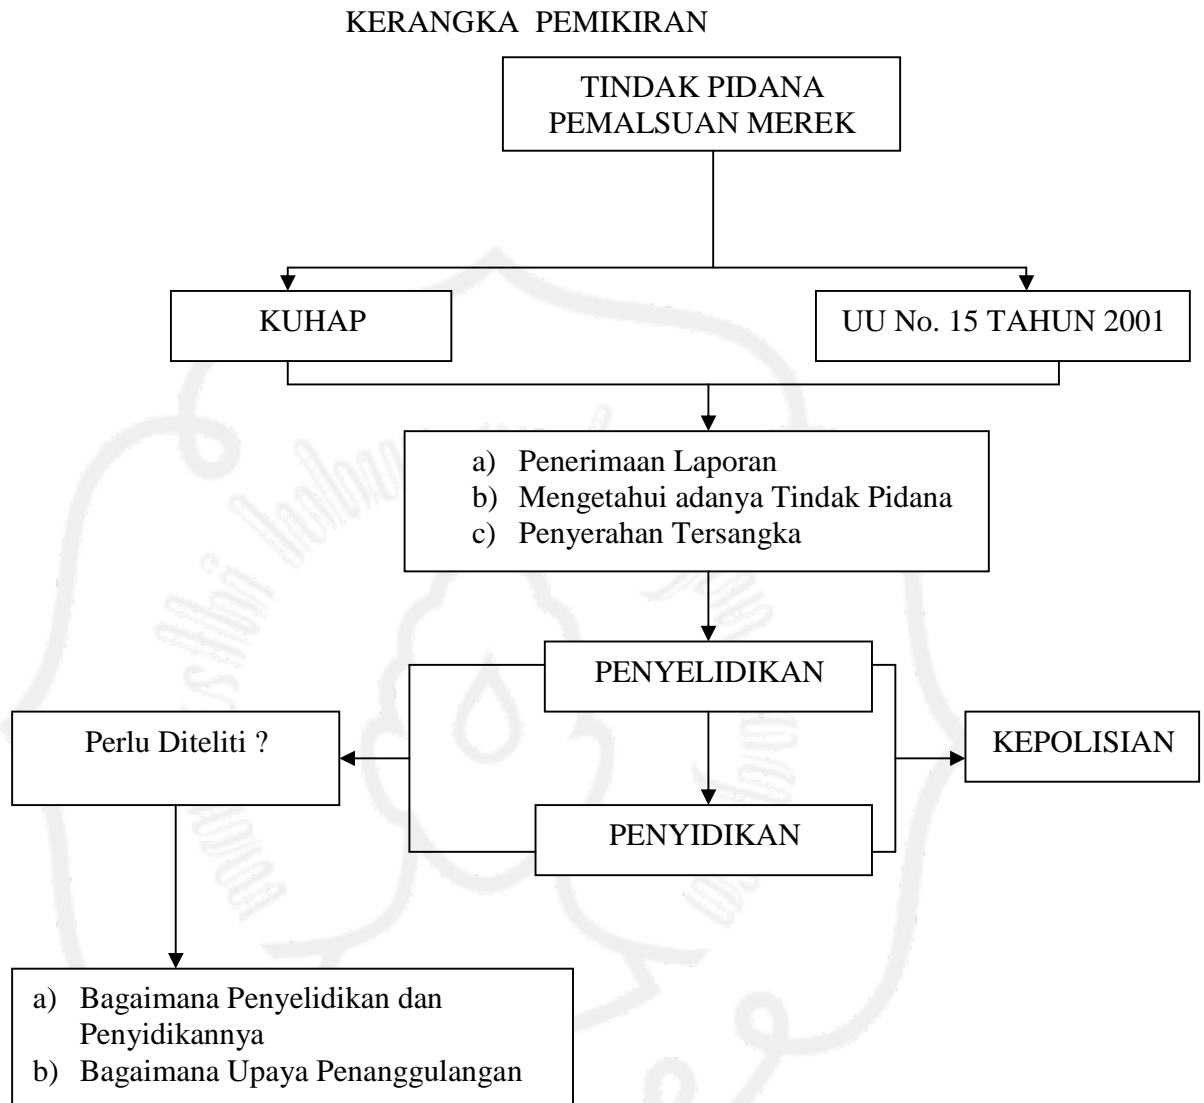 KERANGKA PEMIKIRAN
TINDAK PIDANA
PEMALSUAN MEREK
KUHAP
UU No. 15 TAHUN 2001
a) Penerimaan Laporan
b) Mengetahui adanya Tindak Pidana
c) Penyerahan Tersangka
PENYELIDIKAN
Perlu Diteliti ?
KEPOLISIAN
PENYIDIKAN
a) Bagaimana Penyelidikan dan
Penyidikannya
b) Bagaimana Upaya Penanggulangan